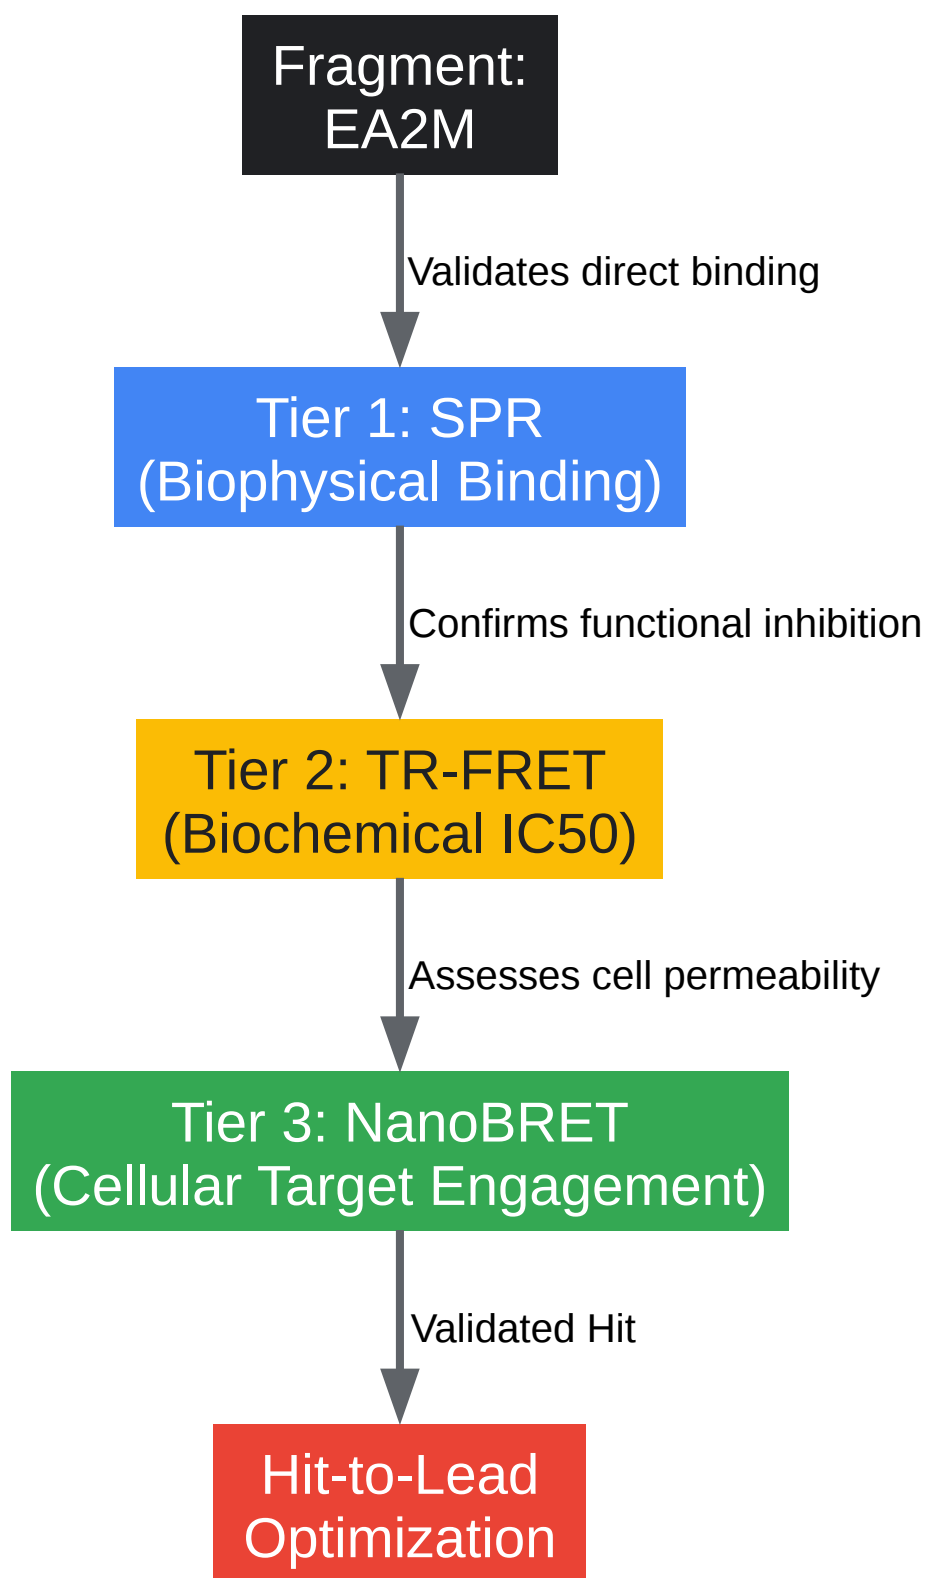 Fragment:
EA2M
Validates direct binding
Tier 1: SPR
(Biophysical Binding)
Confirms functional inhibition
Tier 2: TR-FRET
(Biochemical IC50)
Assesses cell permeability
Tier 3: NanoBRET
(Cellular Target Engagement)
Validated Hit
Hit-to-Lead
Optimization